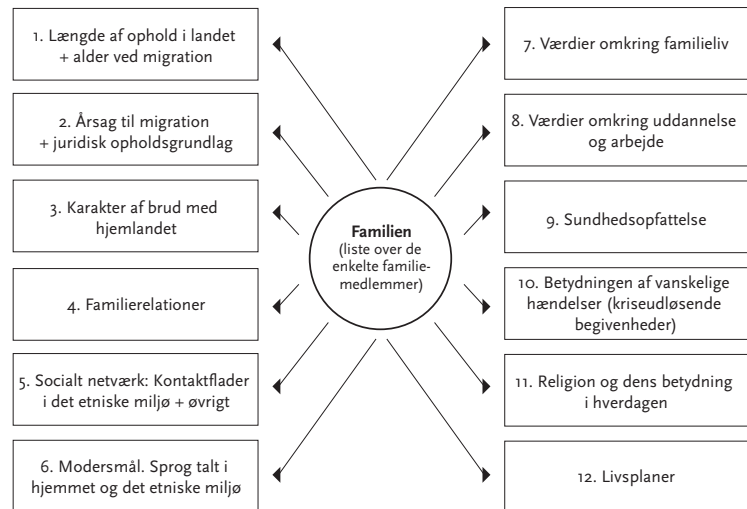 1. Længde af ophold i landet
+ alder ved migration
2. Årsag til migration
+ juridisk opholdsgrundlag
3. Karakter af brud med
hjemlandet
4. Familierelationer
5. Socialt netværk: Kontaktflader
i det etniske miljø + øvrigt
6. Modersmål. Sprog talt i
hjemmet og det etniske miljø
Familien
(liste over de
enkelte familie-
medlemmer)
7. Værdier omkring familieliv
8. Værdier omkring uddannelse
og arbejde
9. Sundhedsopfattelse
10. Betydningen af vanskelige
hændelser (kriseudløsende
begivenheder)
11. Religion og dens betydning
i hverdagen
12. Livsplaner